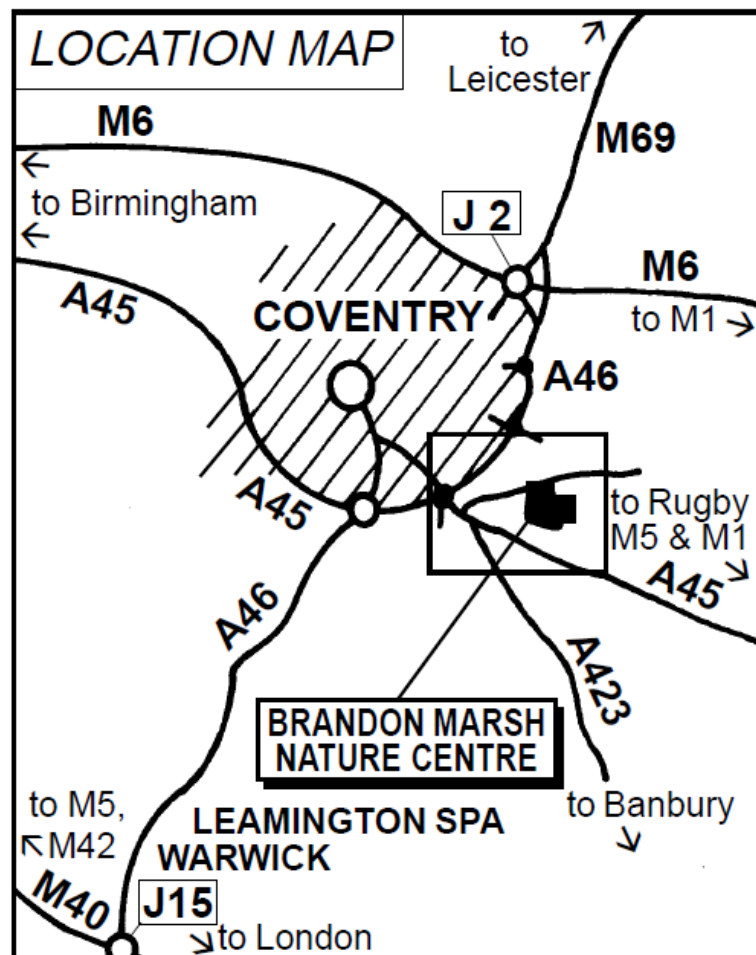 LOCATION MAP
to
Leicester
M6
M69
to Birmingham
J 2
M6
A45
to M1
COVENTRY
A46
A45
to Rugby
M5 & M1
A45
A46
A423
BRANDON MARSH
NATURE CENTRE
to M5,
M42
to Banbury
LEAMINGTON SPA
WARWICK
M40
J15
to London